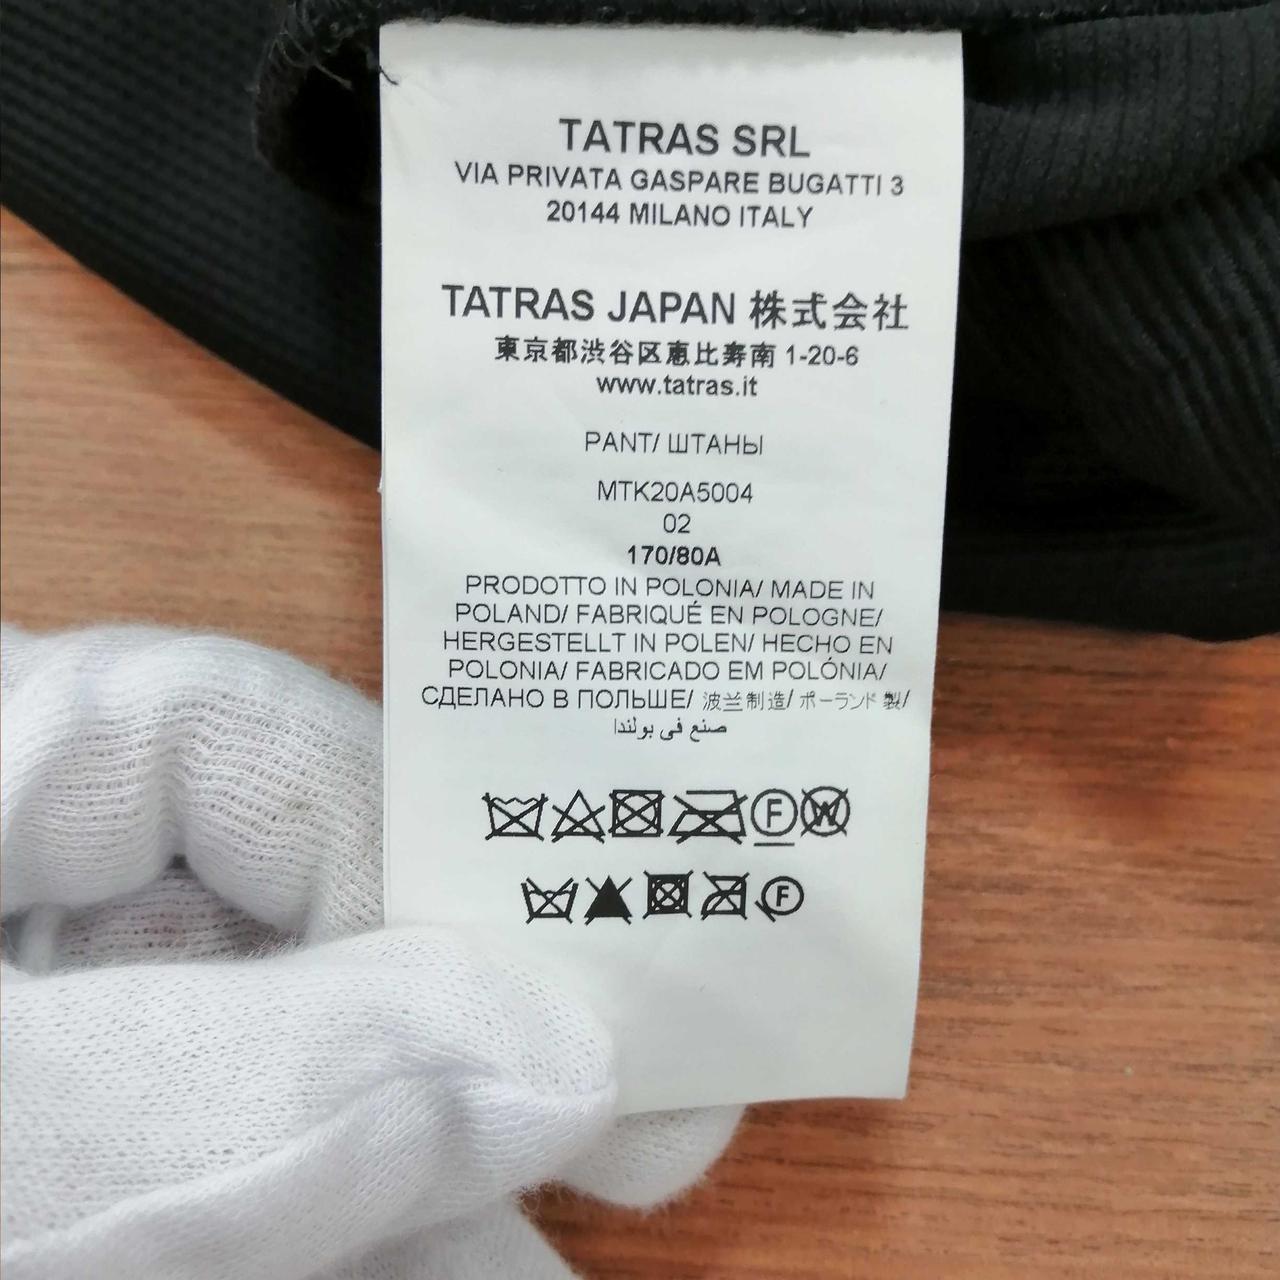 TATRAS SRL
VIA PRIVATA GASPARE BUGATTI 3
20144 MILANO ITALY
TATRAS JAPAN 株式会社
東京都渋谷区恵比寿南 1-20-6
www.tatras.it
PANT/ ШТАНЫ
MTK20A5004
02
170/80A
PRODOTTO IN POLONIA/ MADE IN
POLAND/ FABRIQUÉ EN POLOGNE/
HERGESTELLT IN POLEN/ HECHO EN
POLONIA/ FABRICADO EM POLÓNIA/
СДЕЛАНО В ПОЛЬШЕ/ 波兰制造/ ポーランド 製/
صنع في بولندا
F W
F